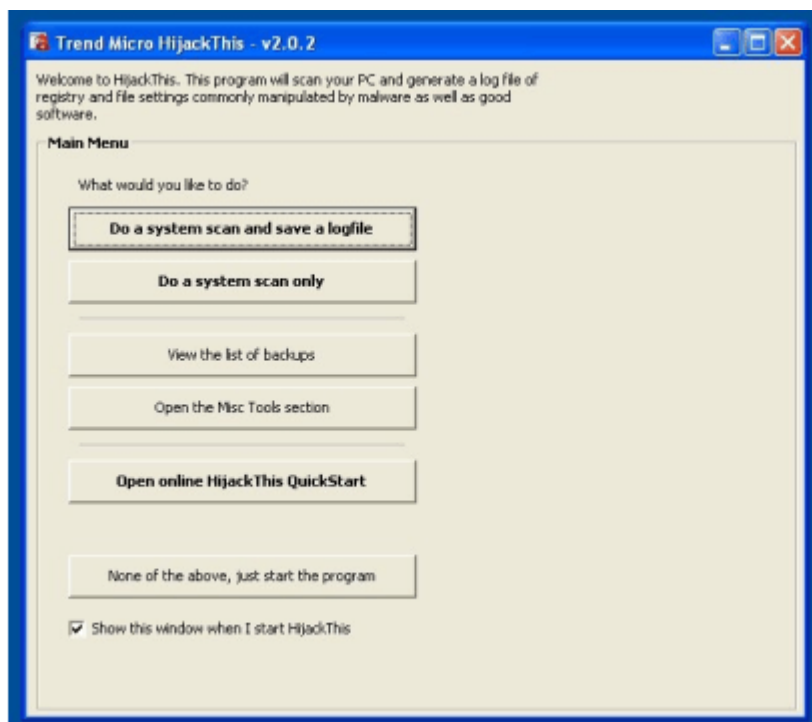 Trend Micro HijackThis - v2.0.2
Welcome to HijackThis. This program will scan your PC and generate a log file of
registry and file settings commonly manipulated by malware as well as good
software.
Main Menu
What would you like to do?
Do a system scan and save a logfile
Do a system scan only
View the list of backups
Open the Misc Tools section
Open online HijackThis QuickStart
None of the above, just start the program
Show this window when I start HijackThis